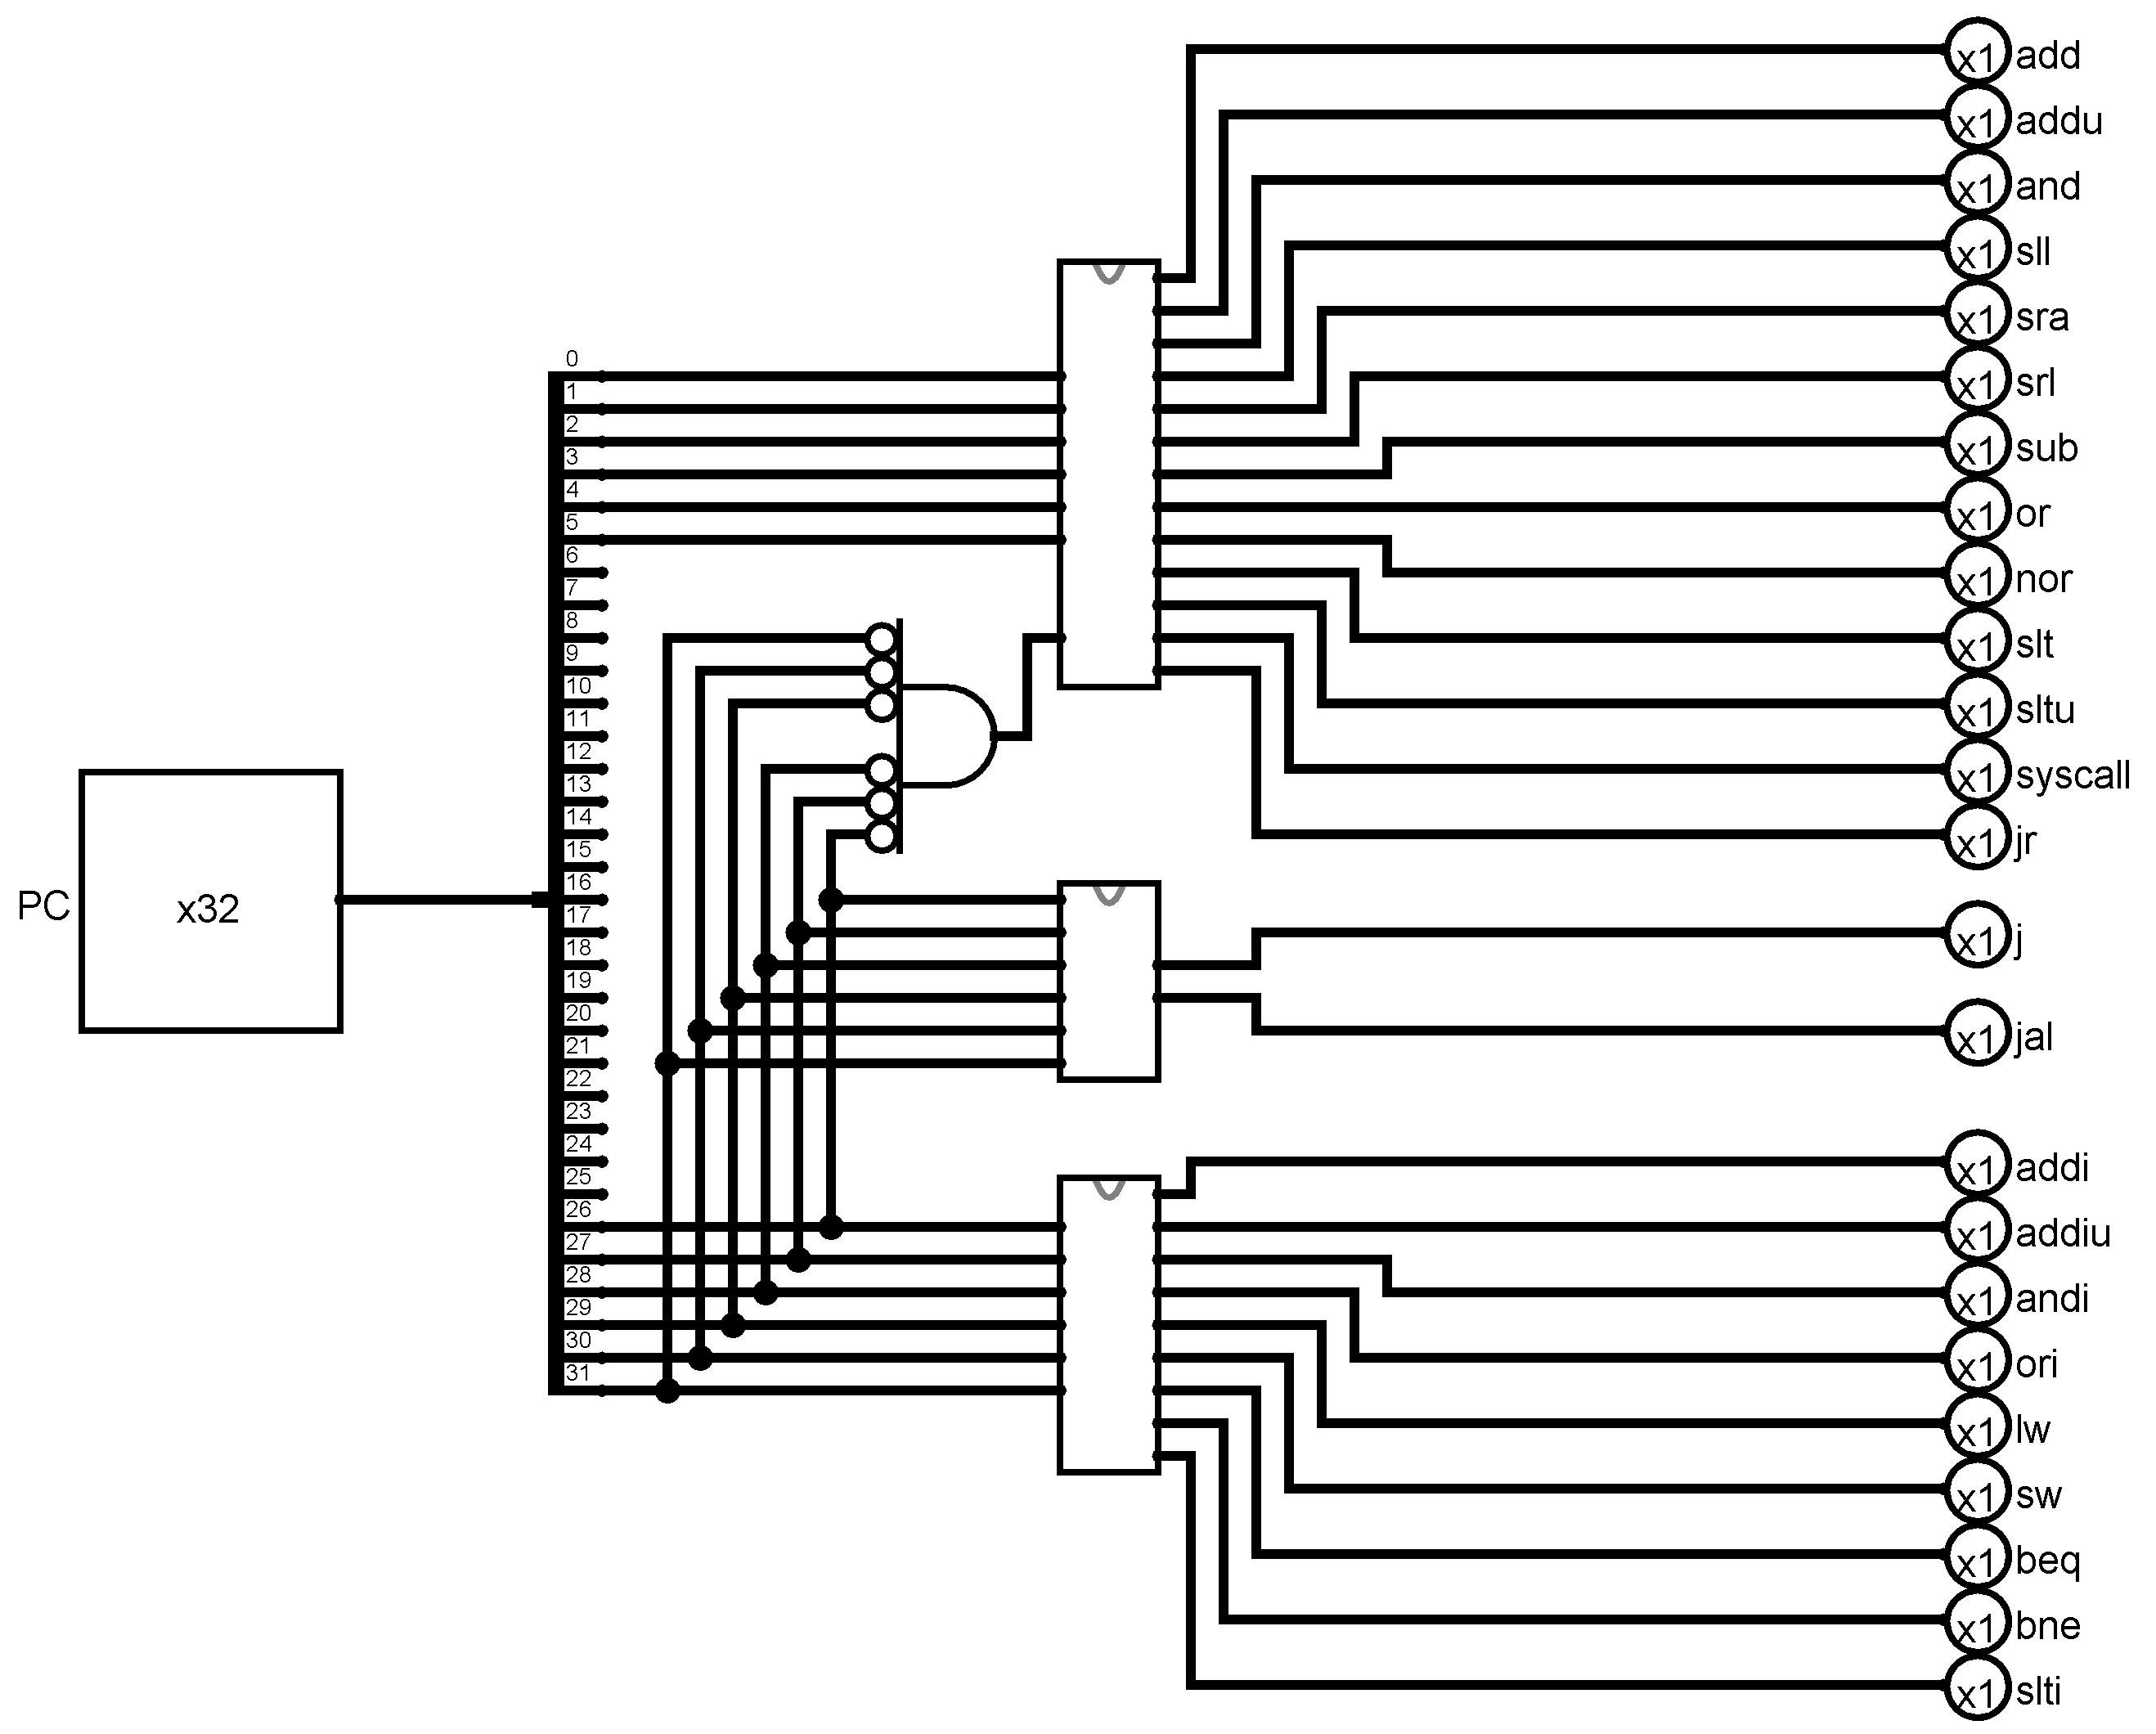 x1 add
x1 addu
x1 and
x1 sll
x1 sra
x1 srl
x1 sub
x1 or
x1 nor
x1 slt
x1 sltu
x1 syscall
x1 jr
x1 j
x1 jal
x1 addi
x1 addiu
x1 andi
x1 ori
x1 lw
x1 sw
x1 beq
x1 bne
x1 slti
0
1
2
3
4
5
6
7
8
9
10
11
12
13
14
15
16
17
18
19
20
21
22
23
24
25
26
27
28
29
30
31
PC x32